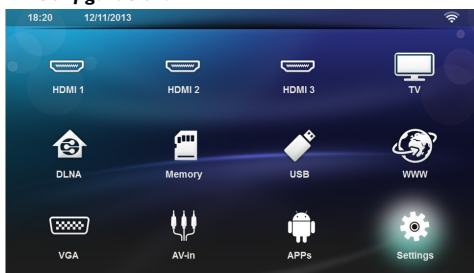 18:20 12/11/2013
HDMI 1 HDMI 2 HDMI 3 TV
DLNA Memory USB WWW
VGA AV-in APPs Settings